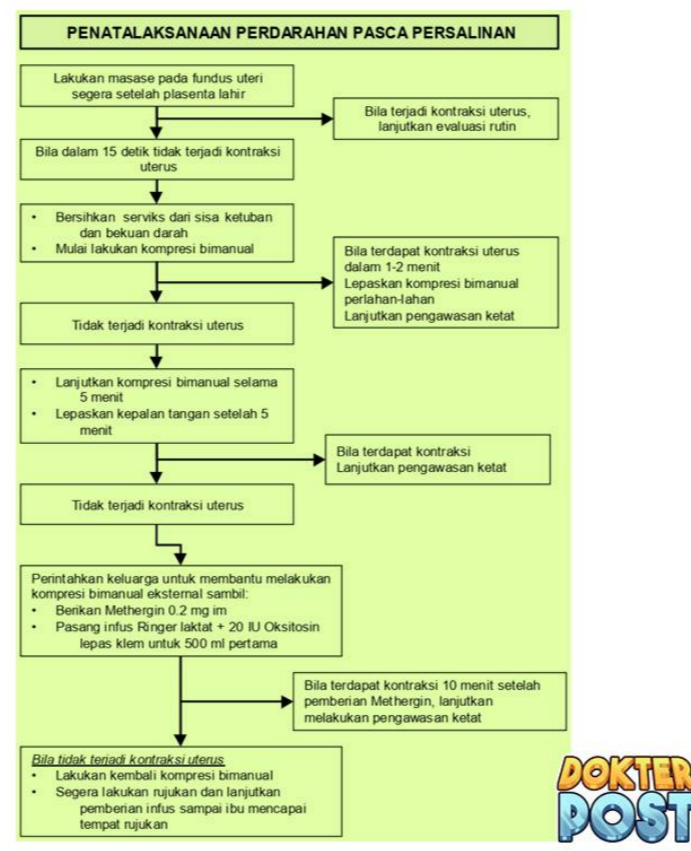 PENATALAKSANAAN PERDARAHAN PASCA PERSALINAN
Lakukan masase pada fundus uteri
segera setelah plasenta lahir
Bila terjadi kontraksi uterus,
lanjutkan evaluasi rutin
Bila dalam 15 detik tidak terjadi kontraksi
uterus
• Bersihkan serviks dari sisa ketuban
dan bekuan darah
• Mulai lakukan kompresi bimanual
Bila terdapat kontraksi uterus
dalam 1-2 menit
Lepaskan kompresi bimanual
perlahan-lahan
Lanjutkan pengawasan ketat
Tidak terjadi kontraksi uterus
• Lanjutkan kompresi bimanual selama
5 menit
• Lepaskan kepalan tangan setelah 5
menit
Bila terdapat kontraksi
Lanjutkan pengawasan ketat
Tidak terjadi kontraksi uterus
Perintahkan keluarga untuk membantu melakukan
kompresi bimanual eksternal sambil:
• Berikan Methergin 0.2 mg im
• Pasang infus Ringer laktat + 20 IU Oksitosin
lepas klem untuk 500 ml pertama
Bila terdapat kontraksi 10 menit setelah
pemberian Methergin, lanjutkan
melakukan pengawasan ketat
Bila tidak terjadi kontraksi uterus
• Lakukan kembali kompresi bimanual
• Segera lakukan rujukan dan lanjutkan
pemberian infus sampai ibu mencapai
tempat rujukan
DOKTER
POST